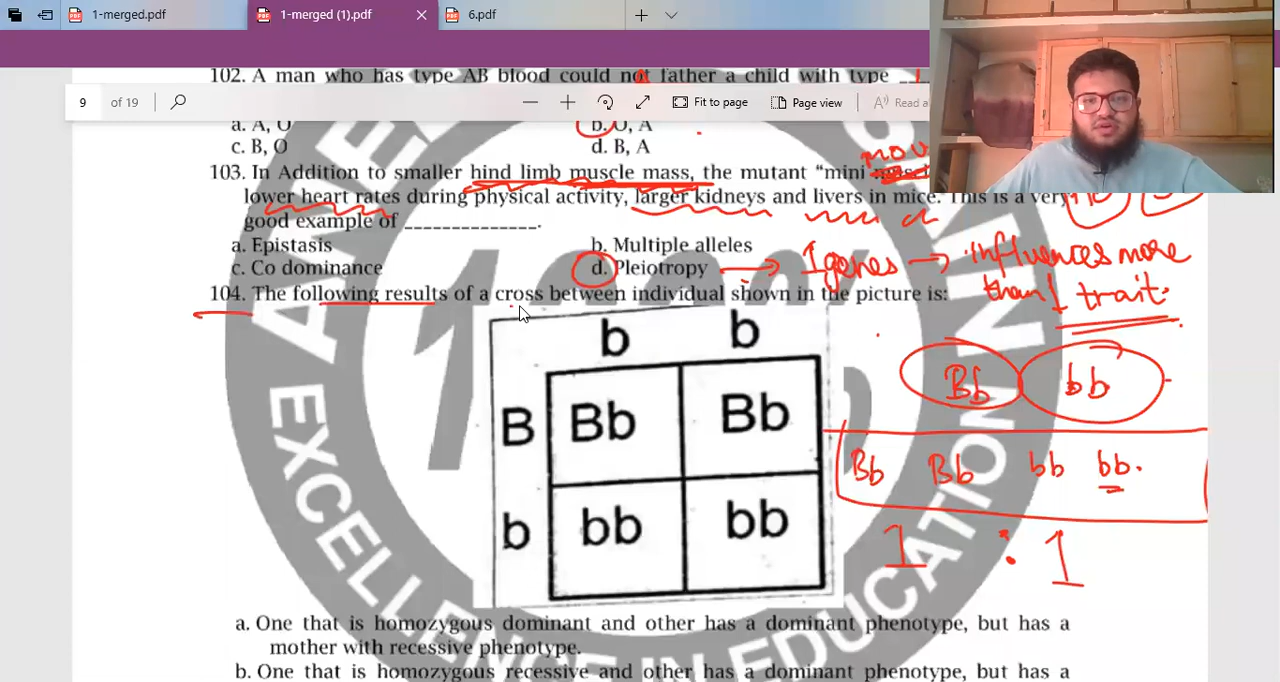 1-merged.pdf
1-merged (1).pdf
6.pdf
102. A man who has type AB blood could not father a child with type
9 of 19
Fit to page
Page view
Read a
a. A, O
b. O, A
c. B, O
d. B, A
103. In Addition to smaller hind limb muscle mass, the mutant “mini
lower heart rates during physical activity, larger kidneys and livers in mice. This is a very
good example of ______________.
a. Epistasis
b. Multiple alleles
c. Co dominance
d. Pleiotropy → 1 genes → influences more
than 1 trait.
104. The following results of a cross between individual shown in the picture is:
b b
B Bb Bb
b bb bb
Bb bb
Bb Bb bb bb.
1 : 1
a. One that is homozygous dominant and other has a dominant phenotype, but has a
mother with recessive phenotype.
b. One that is homozygous recessive and other has a dominant phenotype, but has a
EXCELLENCE IN EDUCATION